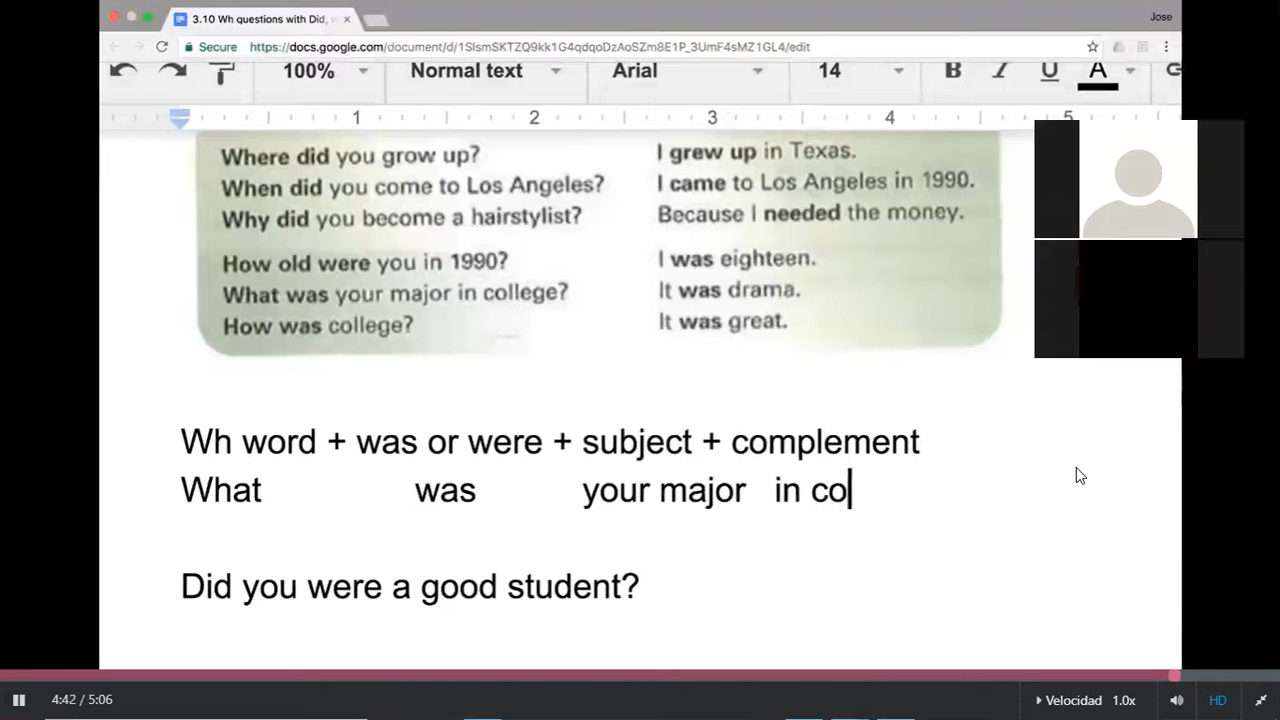 3.10 Wh questions with Did, 
Jose
Secure https://docs.google.com/document/d/1SIsmSKTZQ9kk1G4qdqoDzAoSZm8E1P_3UmF4sMZ1GL4/edit
100% Normal text Arial 14 B I U A
1 2 3 4 5
Where did you grow up? I grew up in Texas.
When did you come to Los Angeles? I came to Los Angeles in 1990.
Why did you become a hairstylist? Because I needed the money.
How old were you in 1990? I was eighteen.
What was your major in college? It was drama.
How was college? It was great.
Wh word + was or were + subject + complement
What was your major in co
Did you were a good student?
4:42 / 5:06 Velocidad 1.0x HD